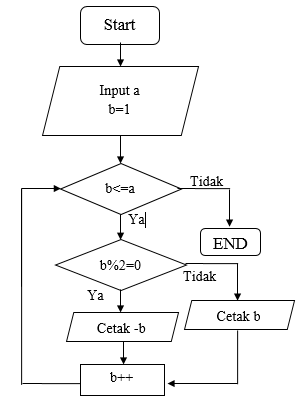 Start
Input a
b=1
b<=a
Tidak
Ya
END
b%2=0
Tidak
Ya
Cetak -b
Cetak b
b++